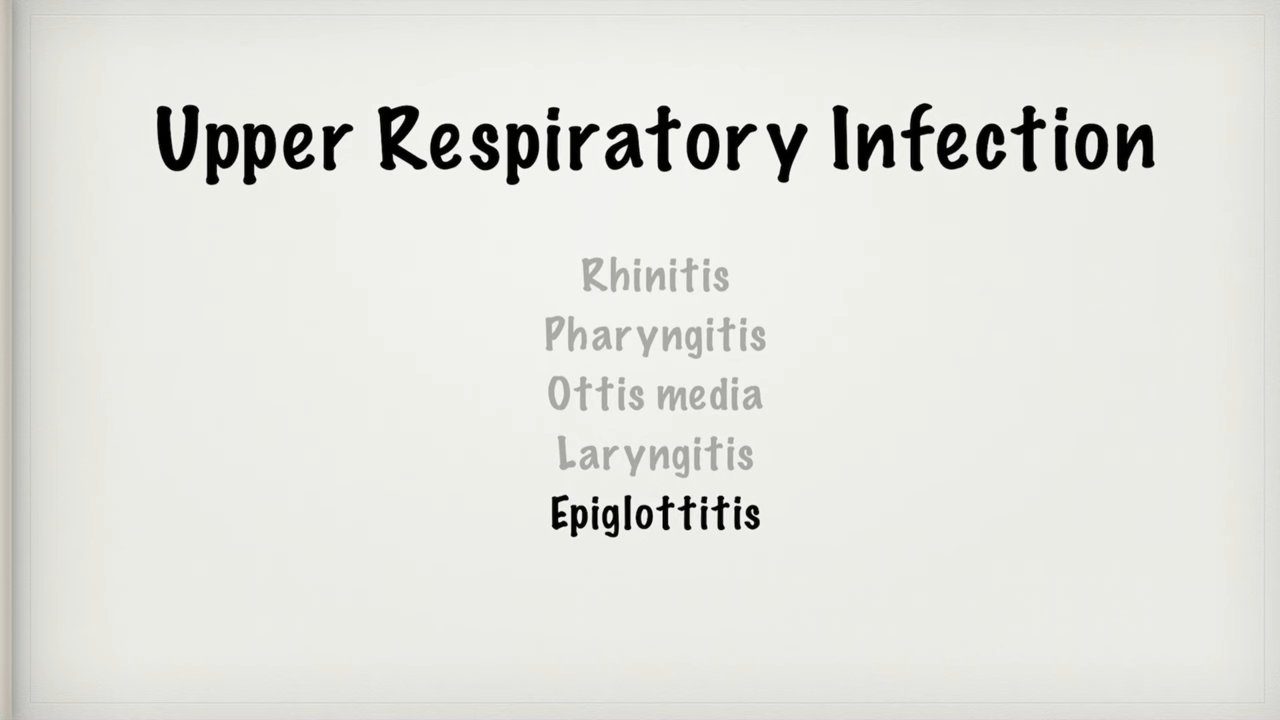 Upper Respiratory Infection
Rhinitis
Pharyngitis
Ottis media
Laryngitis
Epiglottitis